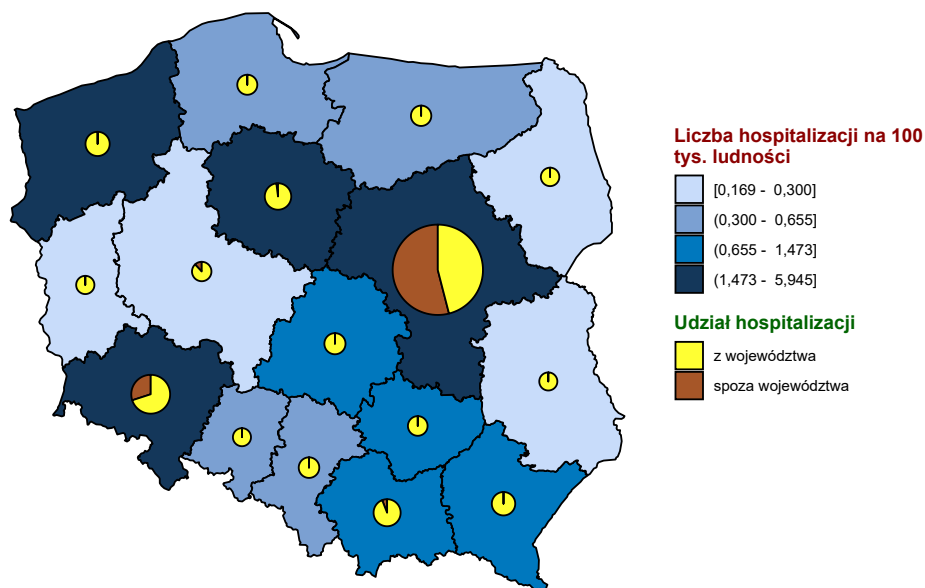 Liczba hospitalizacji na 100
tys. ludności
[0,169 - 0,300]
(0,300 - 0,655]
(0,655 - 1,473]
(1,473 - 5,945]
Udział hospitalizacji
z województwa
spoza województwa